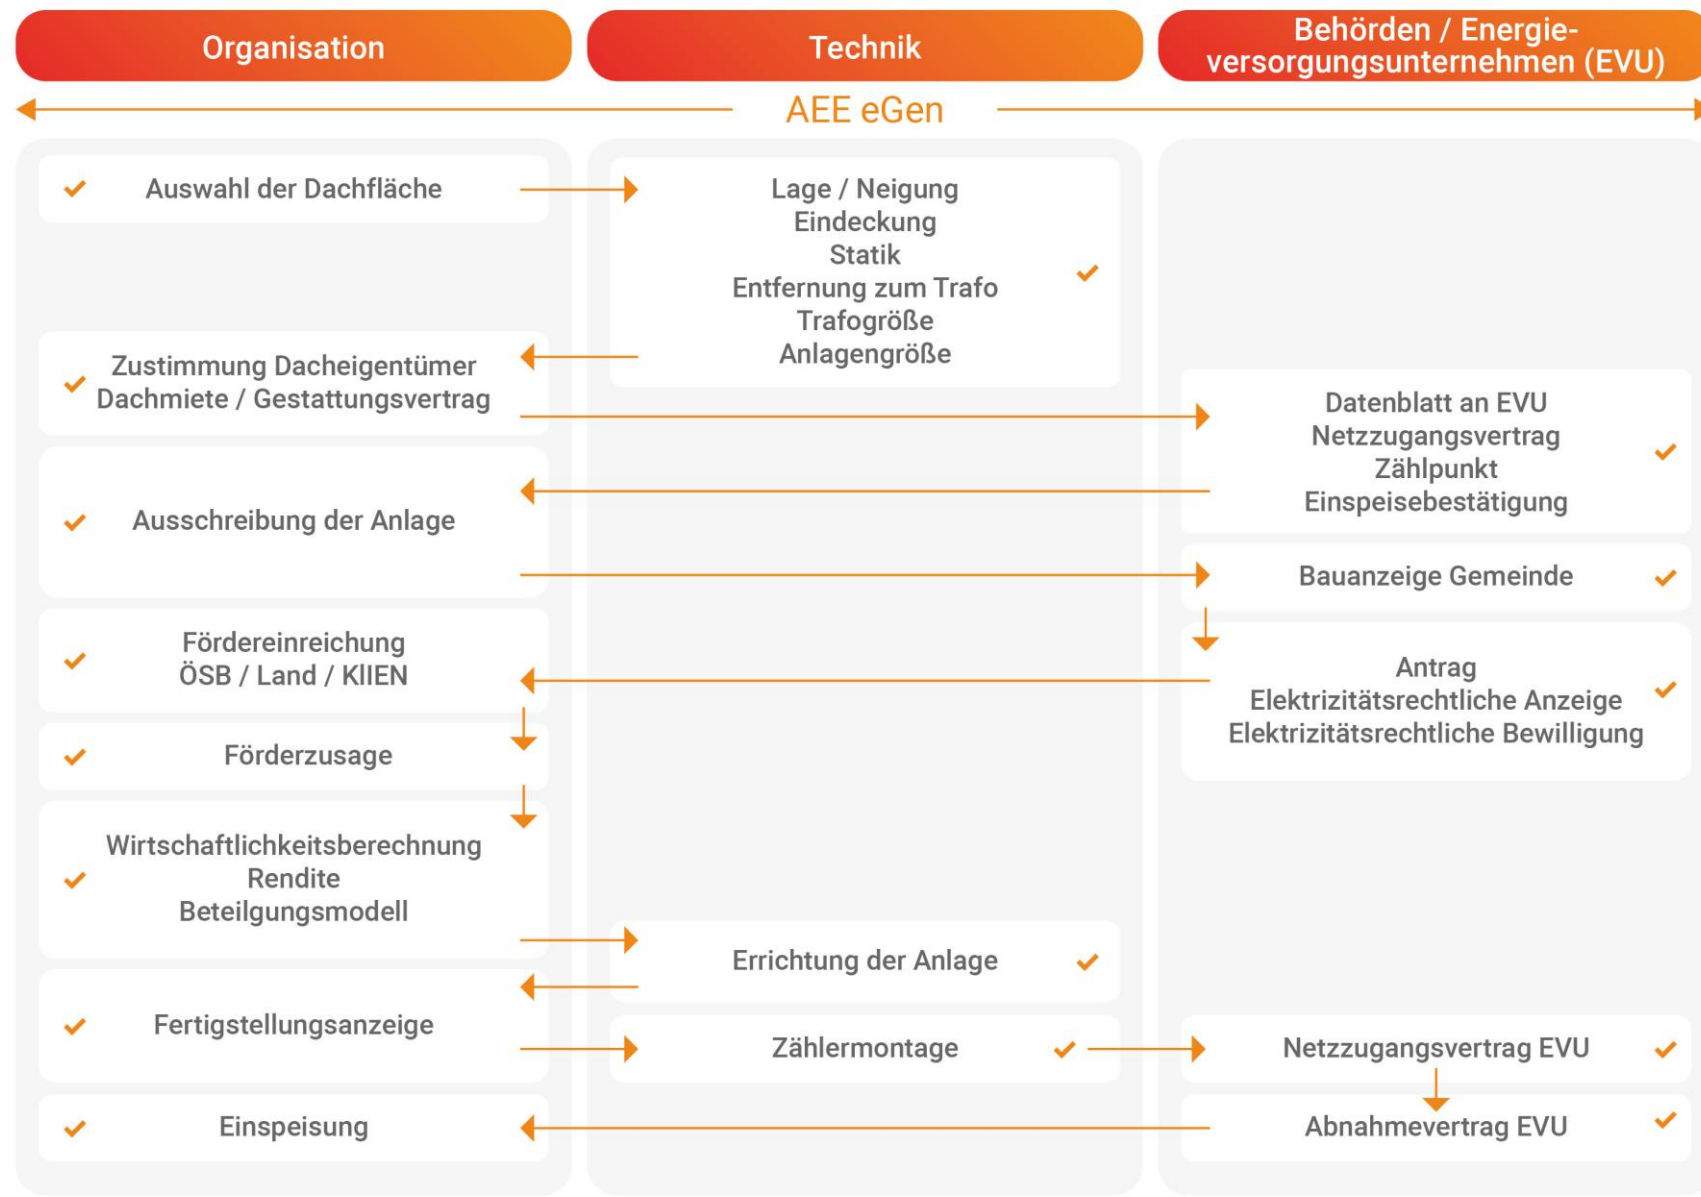 Organisation
Technik
Behörden / Energie-
versorgungsunternehmen (EVU)
AEE eGen
Auswahl der Dachfläche
Lage / Neigung
Eindeckung
Statik
Entfernung zum Trafo
Trafogröße
Anlagengröße
Zustimmung Dacheigentümer
Dachmiete / Gestattungsvertrag
Datenblatt an EVU
Netzzugangsvertrag
Zählpunkt
Einspeisebestätigung
Ausschreibung der Anlage
Bauanzeige Gemeinde
Antrag
Elektrizitätsrechtliche Anzeige
Elektrizitätsrechtliche Bewilligung
Fördereinreichung
ÖSB / Land / KlIEN
Förderzusage
Wirtschaftlichkeitsberechnung
Rendite
Beteilgungsmodell
Errichtung der Anlage
Fertigstellungsanzeige
Zählermontage
Netzzugangsvertrag EVU
Abnahmevertrag EVU
Einspeisung